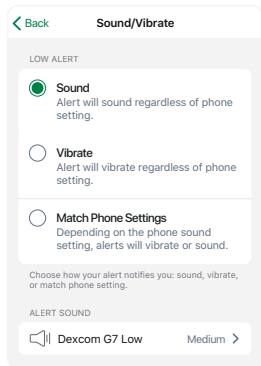 Back Sound/Vibrate
LOW ALERT
Sound
Alert will sound regardless of phone
setting.
Vibrate
Alert will vibrate regardless of phone
setting.
Match Phone Settings
Depending on the phone sound
setting, alerts will vibrate or sound.
Choose how your alert notifies you: sound, vibrate,
or match phone setting.
ALERT SOUND
Dexcom G7 Low Medium